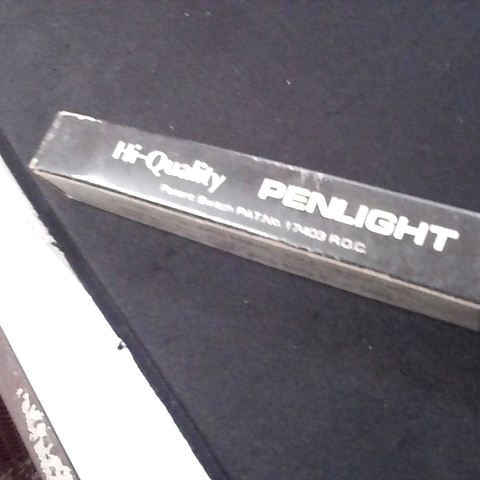 Hi-Quality PENLIGHT
Patent Switch PAT.No. 17403 R.O.C.